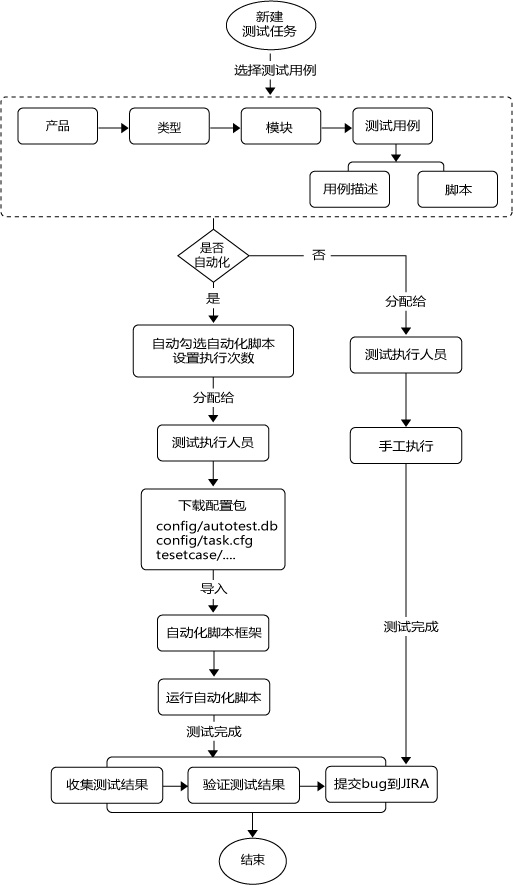 新建
测试任务
选择测试用例
产品
类型
模块
测试用例
用例描述
脚本
是否
自动化
否
是
分配给
自动勾选自动化脚本
设置执行次数
测试执行人员
分配给
手工执行
测试执行人员
下载配置包
config/autotest.db
config/task.cfg
tesetcase/....
导入
自动化脚本框架
测试完成
运行自动化脚本
测试完成
收集测试结果
验证测试结果
提交bug到JIRA
结束